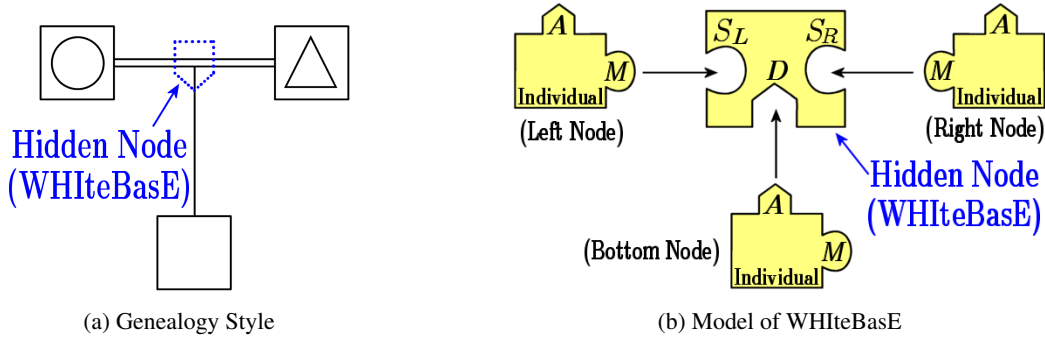 Hidden Node
(WHIteBasE)
(a) Genealogy Style
A
M
Individual
(Left Node)
S_L
S_R
D
A
M
Individual
(Right Node)
Hidden Node
(WHIteBasE)
A
M
Individual
(Bottom Node)
(b) Model of WHIteBasE